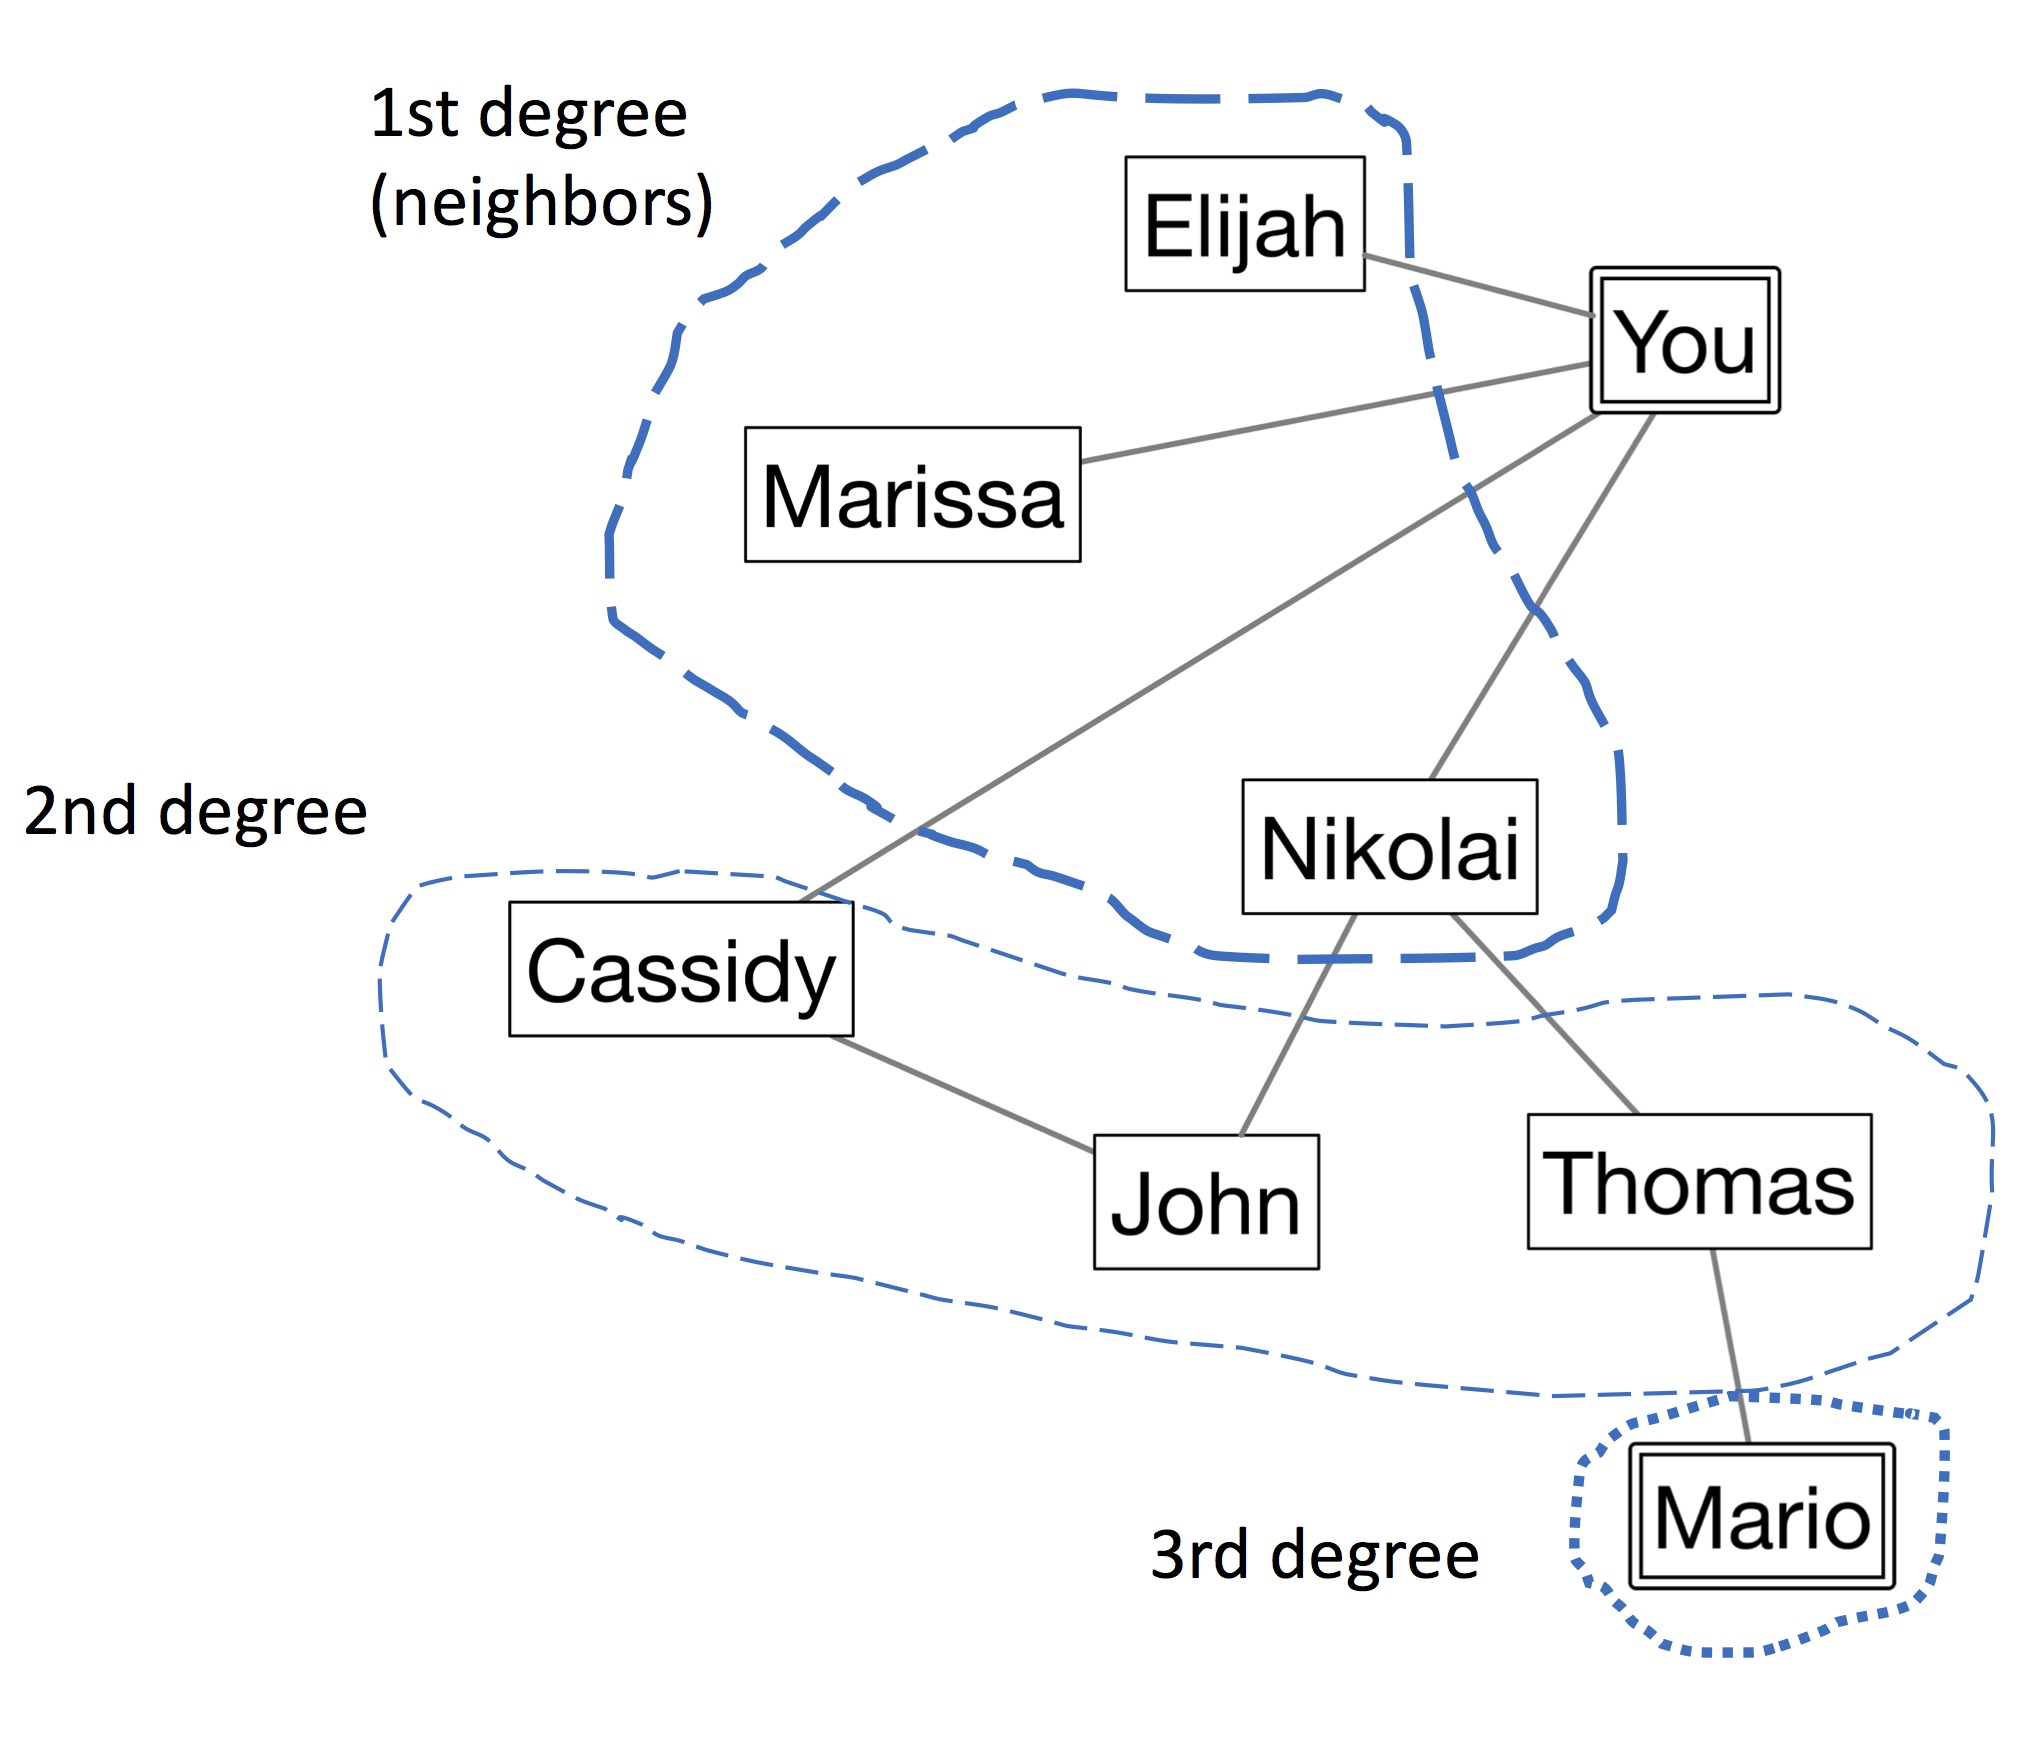 1st degree
(neighbors)
Elijah
You
Marissa
2nd degree
Nikolai
Cassidy
John
Thomas
3rd degree
Mario